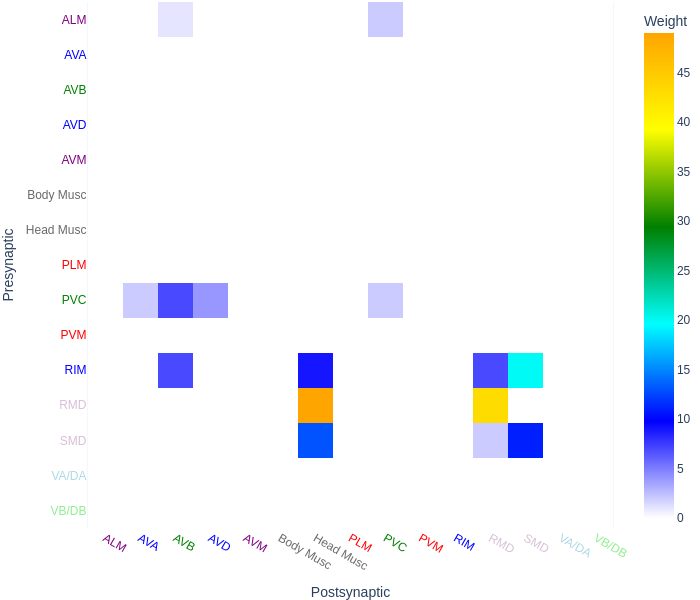 Weight
ALM
AVA
AVB
AVD
AVM
Body Musc
Head Musc
PLM
PVC
PVM
RIM
RMD
SMD
VA/DA
VB/DB
Presynaptic
45
40
35
30
25
20
15
10
5
0
ALM
AVA
AVB
AVD
AVM
Body Musc
Head Musc
PLM
PVC
PVM
RIM
RMD
SMD
VA/DA
VB/DB
Postsynaptic